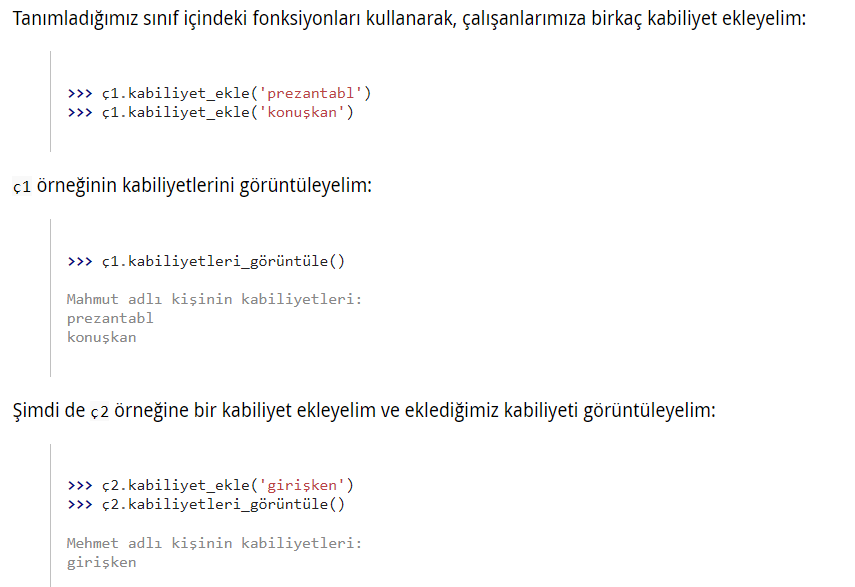 Tanımladığımız sınıf içindeki fonksiyonları kullanarak, çalışanlarımıza birkaç kabiliyet ekleyelim:
>>> ç1.kabiliyet_ekle('prezantabl')
>>> ç1.kabiliyet_ekle('konuşkan')
ç1 örneğinin kabiliyetlerini görüntüleyelim:
>>> ç1.kabiliyetleri_görüntüle()
Mahmut adlı kişinin kabiliyetleri:
prezantabl
konuşkan
Şimdi de ç2 örneğine bir kabiliyet ekleyelim ve eklediğimiz kabiliyeti görüntüleyelim:
>>> ç2.kabiliyet_ekle('girişken')
>>> ç2.kabiliyetleri_görüntüle()
Mehmet adlı kişinin kabiliyetleri:
girişken